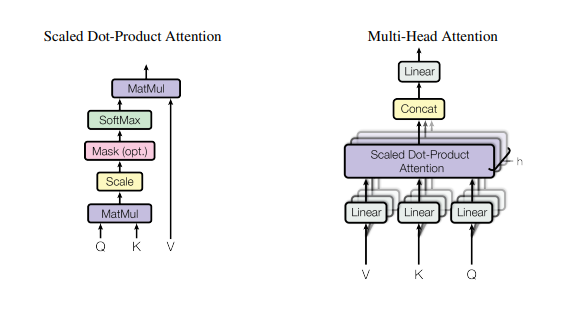 Scaled Dot-Product Attention
MatMul
SoftMax
Mask (opt.)
Scale
MatMul
Q K V
Multi-Head Attention
Linear
Concat
Scaled Dot-Product
Attention
h
Linear Linear Linear
V K Q